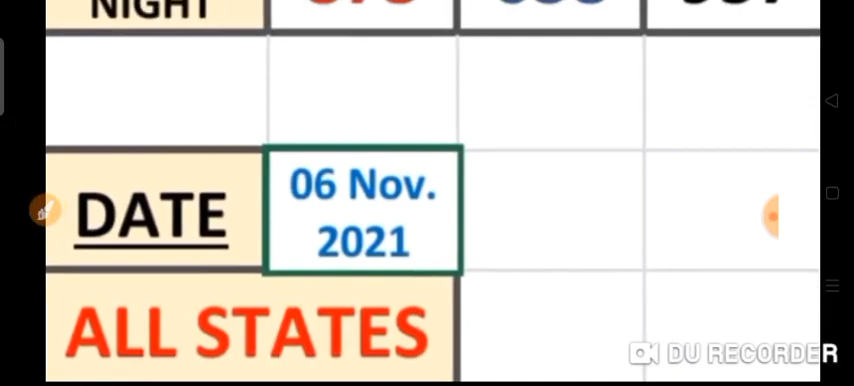 NIGHT
DATE
06 Nov.
2021
ALL STATES
DU RECORDER